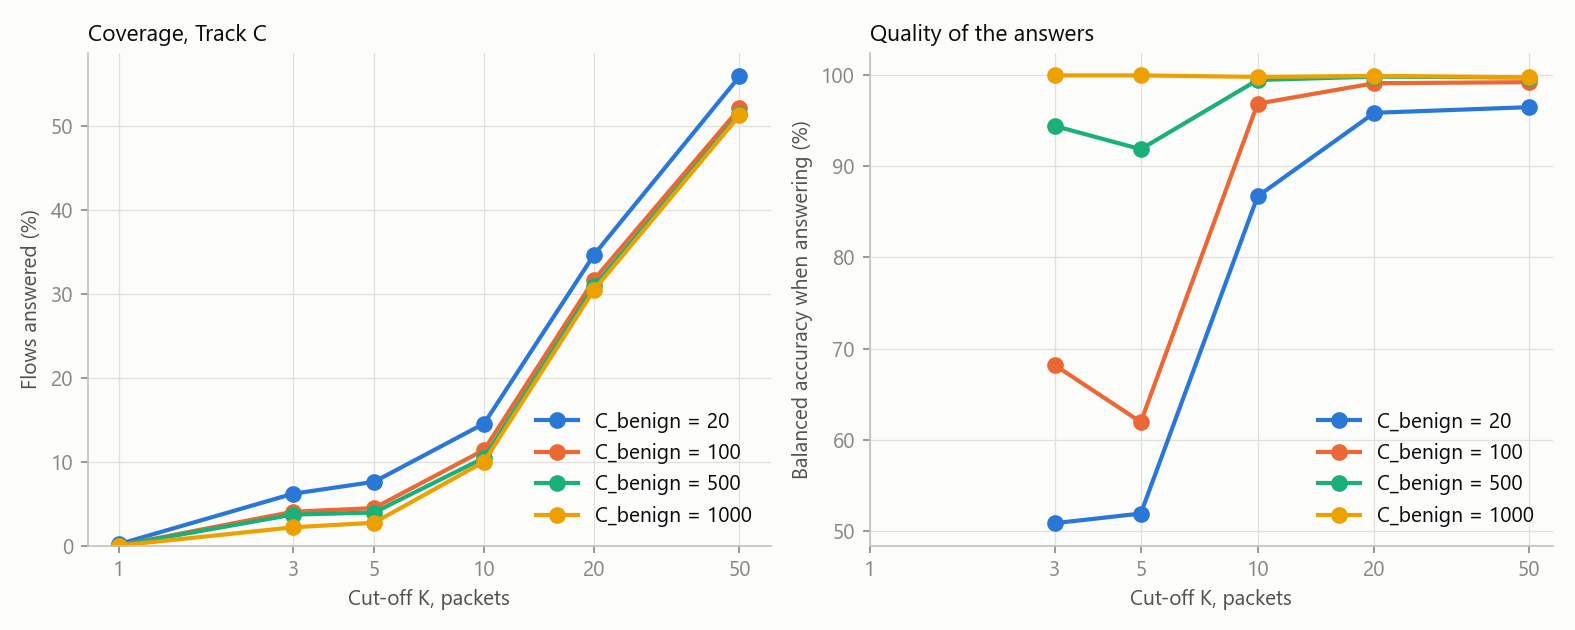 Coverage, Track C
Flows answered (%)
50
40
30
20
10
0
1 3 5 10 20 50
Cut-off K, packets
C_benign = 20
C_benign = 100
C_benign = 500
C_benign = 1000
Quality of the answers
Balanced accuracy when answering (%)
100
90
80
70
60
50
1 3 5 10 20 50
Cut-off K, packets
C_benign = 20
C_benign = 100
C_benign = 500
C_benign = 1000